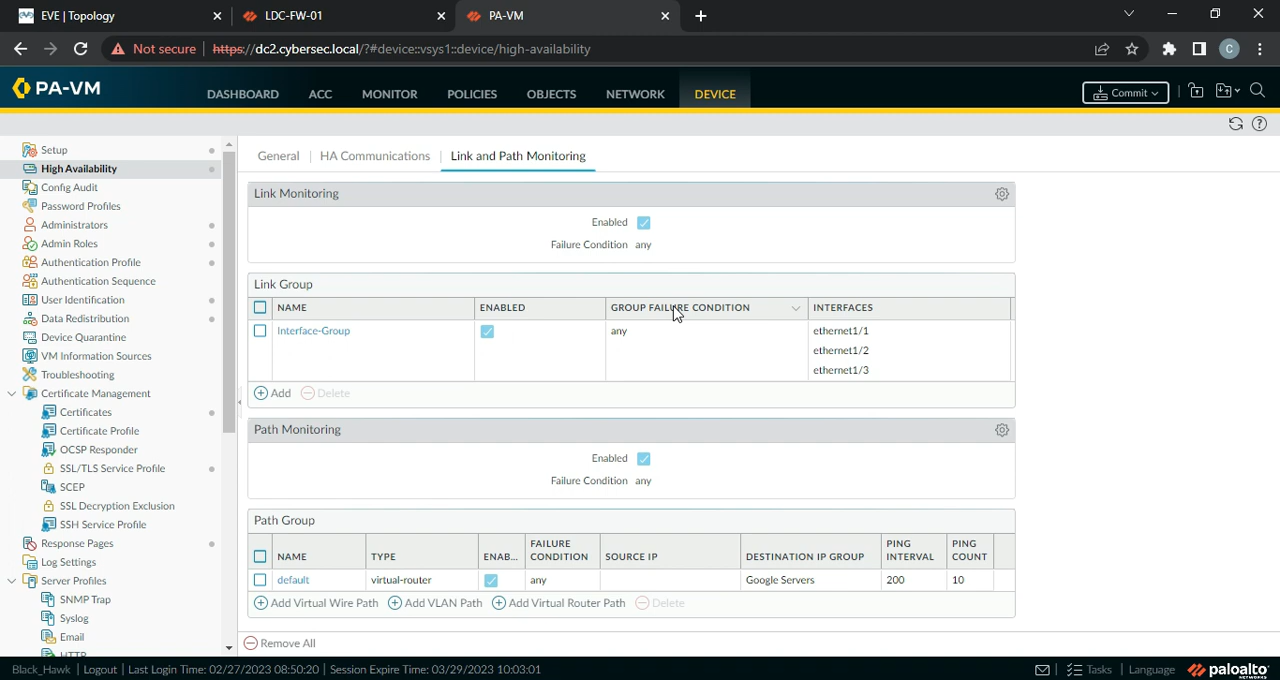 EVE | Topology
LDC-FW-01
PA-VM
Not secure | https://dc2.cybersec.local/?#device::vsys1::device/high-availability
C
PA-VM
DASHBOARD ACC MONITOR POLICIES OBJECTS NETWORK DEVICE
Commit
Setup
High Availability
Config Audit
Password Profiles
Administrators
Admin Roles
Authentication Profile
Authentication Sequence
User Identification
Data Redistribution
Device Quarantine
VM Information Sources
Troubleshooting
Certificate Management
Certificates
Certificate Profile
OCSP Responder
SSL/TLS Service Profile
SCEP
SSL Decryption Exclusion
SSH Service Profile
Response Pages
Log Settings
Server Profiles
SNMP Trap
Syslog
Email
HTTP
General | HA Communications | Link and Path Monitoring
Link Monitoring
Enabled
Failure Condition any
Link Group
NAME ENABLED GROUP FAILURE CONDITION INTERFACES
Interface-Group any ethernet1/1
ethernet1/2
ethernet1/3
Add Delete
Path Monitoring
Enabled
Failure Condition any
Path Group
NAME TYPE ENAB... FAILURE CONDITION SOURCE IP DESTINATION IP GROUP PING INTERVAL PING COUNT
default virtual-router any Google Servers 200 10
Add Virtual Wire Path Add VLAN Path Add Virtual Router Path Delete
Remove All
Black_Hawk | Logout | Last Login Time: 02/27/2023 08:50:20 | Session Expire Time: 03/29/2023 10:03:01
Tasks | Language paloalto
NETWORKS